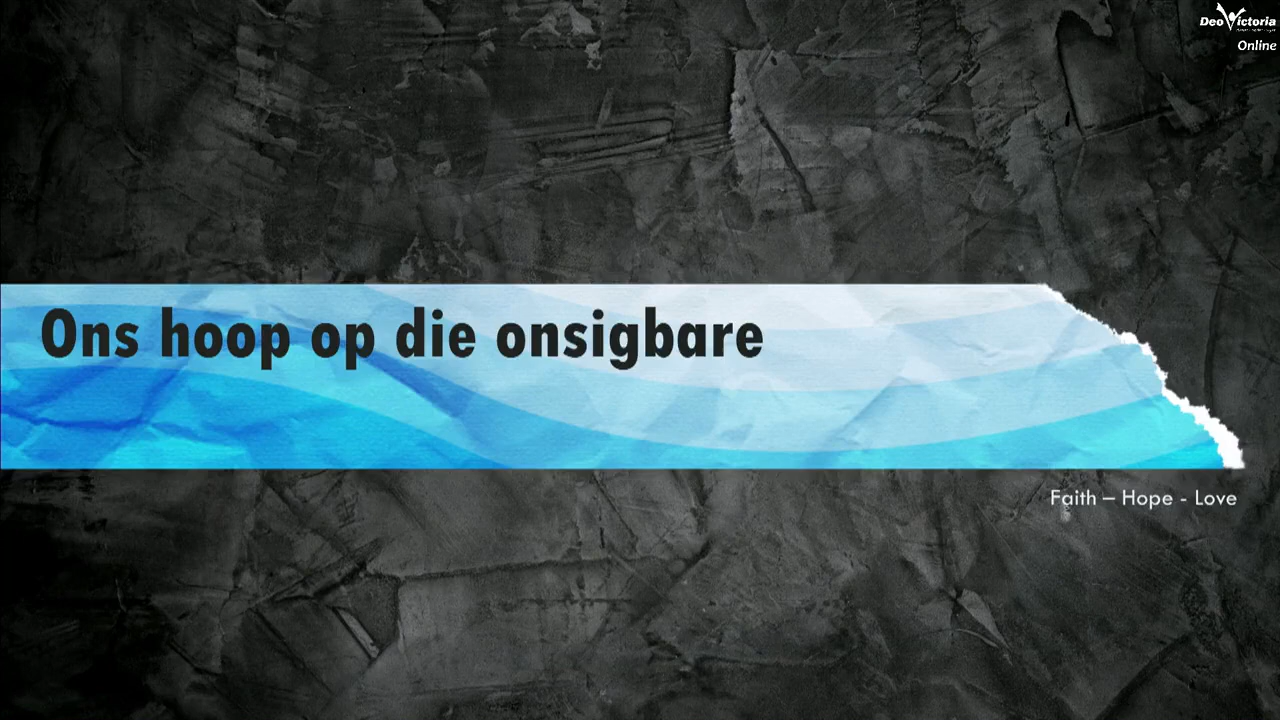 Deo Victoria
Online
Ons hoop op die onsigbare
Faith – Hope - Love